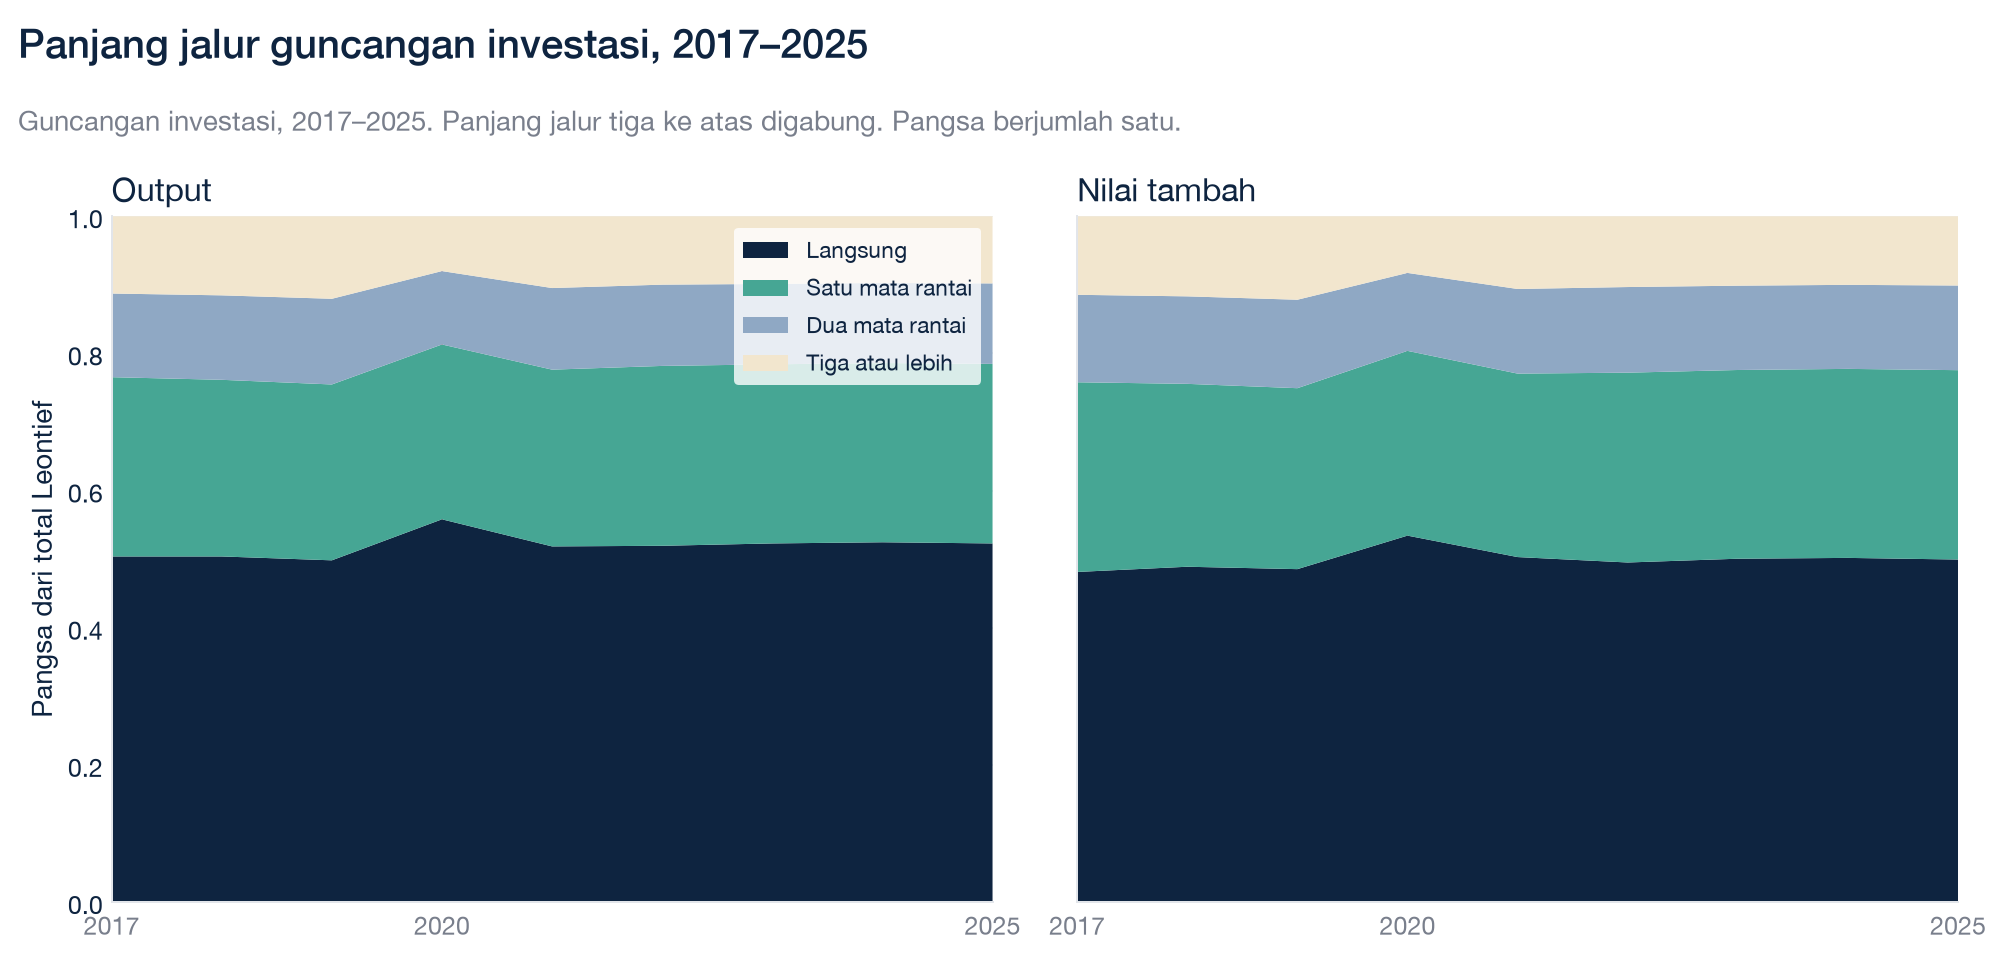 Panjang jalur guncangan investasi, 2017–2025
Guncangan investasi, 2017–2025. Panjang jalur tiga ke atas digabung. Pangsa berjumlah satu.
Output
Pangsa dari total Leontief
1.0
0.8
0.6
0.4
0.2
0.0
Langsung
Satu mata rantai
Dua mata rantai
Tiga atau lebih
2017 2020 2025
Nilai tambah
2017 2020 2025